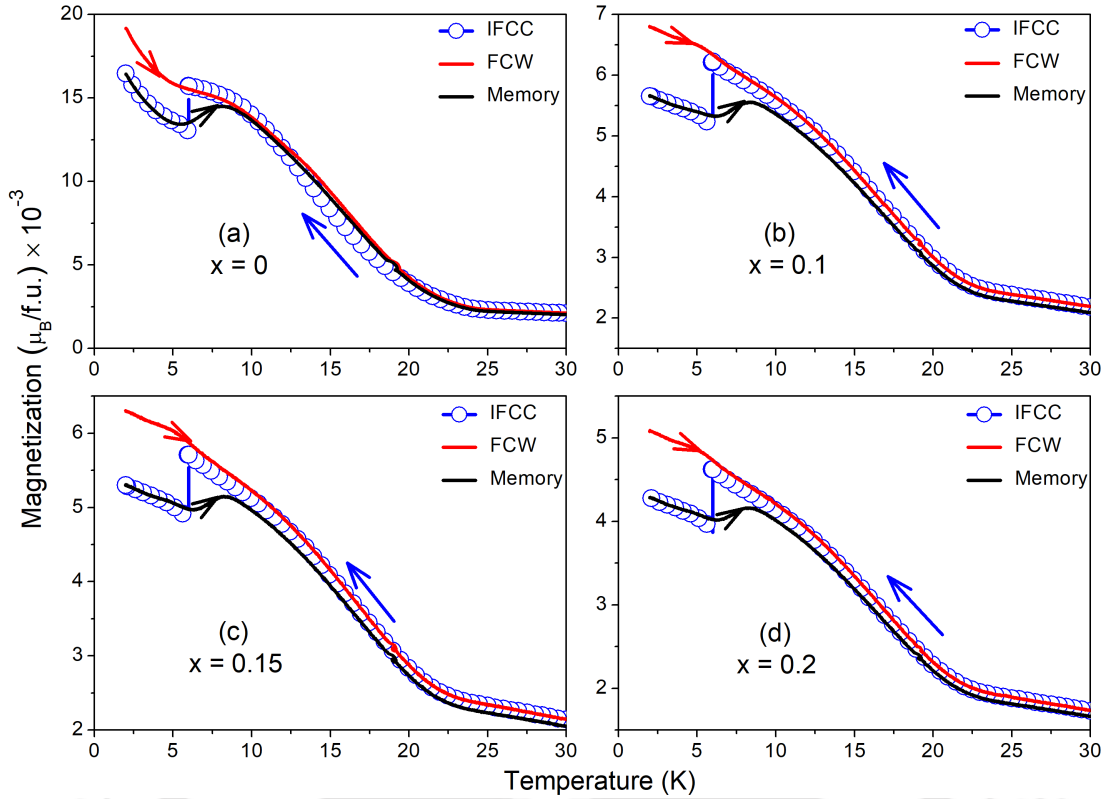 Magnetization (μB/f.u.) × 10⁻³
20
15
10
5
0
0 5 10 15 20 25 30
IFCC
FCW
Memory
(a)
x = 0
7
6
5
4
3
2
0 5 10 15 20 25 30
IFCC
FCW
Memory
(b)
x = 0.1
6
5
4
3
2
0 5 10 15 20 25 30
IFCC
FCW
Memory
(c)
x = 0.15
5
4
3
2
0 5 10 15 20 25 30
IFCC
FCW
Memory
(d)
x = 0.2
Temperature (K)